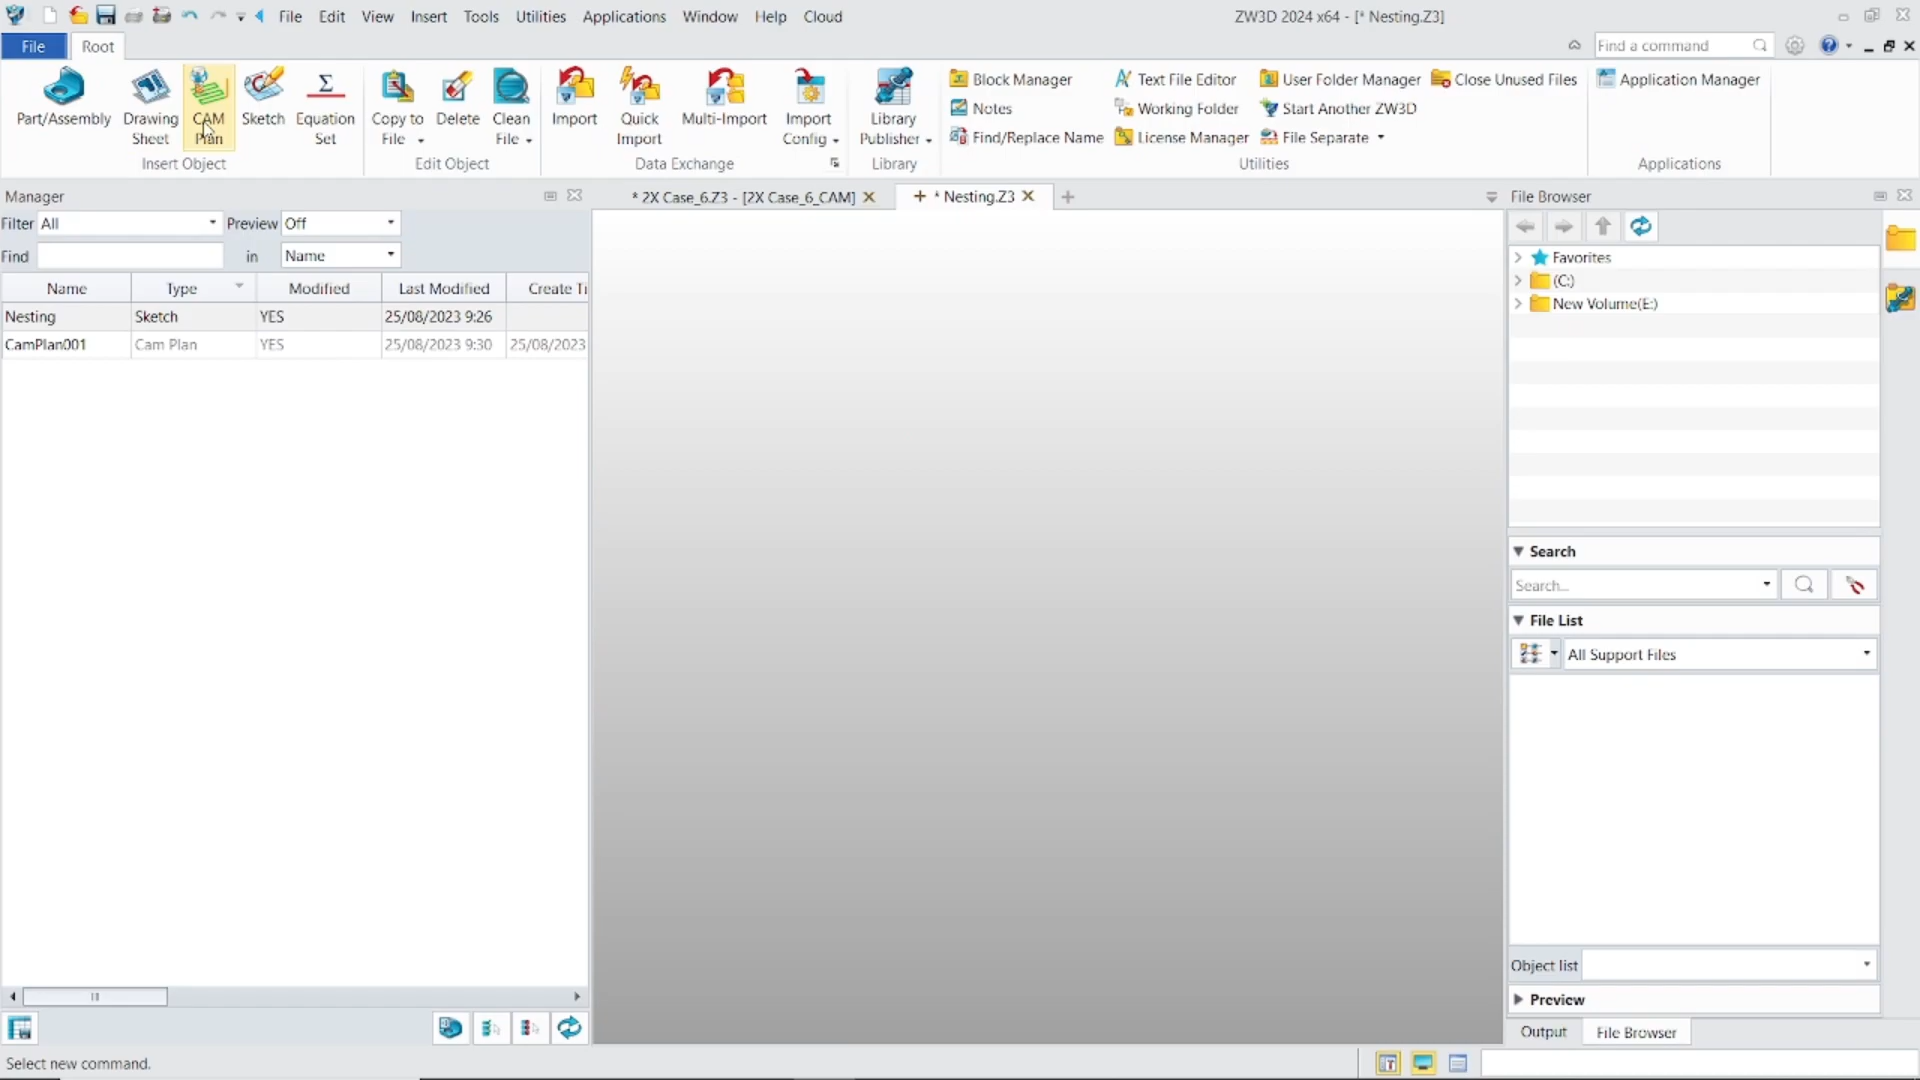 File Edit View Insert Tools Utilities Applications Window Help Cloud
ZW3D 2024 x64 - [* Nesting.Z3]
File Root
Find a command
Part/Assembly
Drawing Sheet
CAM Plan
Sketch
Equation Set
Insert Object
Copy to File
Delete
Clean File
Edit Object
Import
Quick Import
Multi-Import
Import Config
Data Exchange
Library Publisher
Library
Block Manager
Notes
Find/Replace Name
Text File Editor
Working Folder
License Manager
User Folder Manager
Start Another ZW3D
File Separate
Close Unused Files
Utilities
Application Manager
Applications
Manager
Filter All Preview Off
Find in Name
Name Type Modified Last Modified Create Ti
Nesting Sketch YES 25/08/2023 9:26
CamPlan001 Cam Plan YES 25/08/2023 9:30 25/08/2023
* 2X Case_6.Z3 - [2X Case_6_CAM]
* Nesting.Z3
File Browser
Favorites
(C:)
New Volume(E:)
Search
Search...
File List
All Support Files
Object list
Preview
Output File Browser
Select new command.